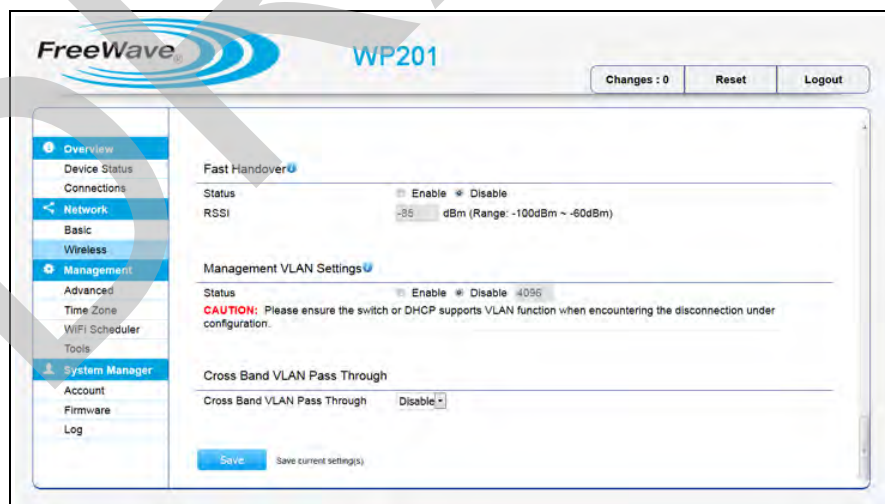 FreeWave®
WP201
Changes : 0 Reset Logout
Overview
Device Status
Connections
Network
Basic
Wireless
Management
Advanced
Time Zone
WiFi Scheduler
Tools
System Manager
Account
Firmware
Log
Fast Handover
Status Enable Disable
RSSI -85 dBm (Range: -100dBm ~ -60dBm)
Management VLAN Settings
Status Enable Disable 4096
CAUTION: Please ensure the switch or DHCP supports VLAN function when encountering the disconnection under
configuration.
Cross Band VLAN Pass Through
Cross Band VLAN Pass Through Disable
Save Save current setting(s)